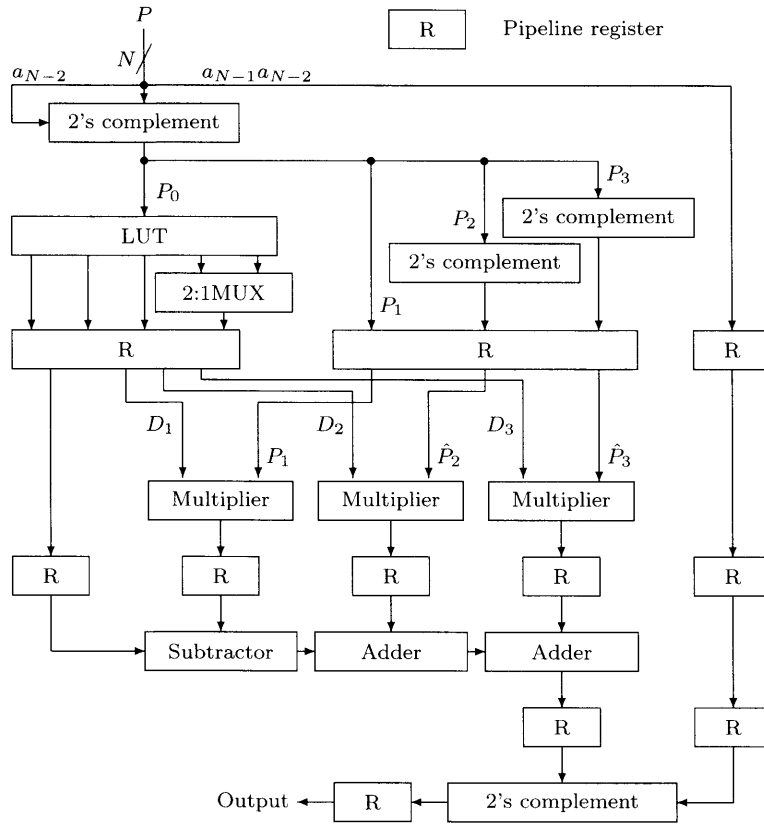 P
R Pipeline register
N
a_{N-2} a_{N-1}a_{N-2}
2's complement
P_0 P_3
P_2 2's complement
LUT
2's complement
2:1MUX
P_1
R R R
D_1 D_2 D_3
P_1 \hat{P}_2 \hat{P}_3
Multiplier Multiplier Multiplier
R R R R R
Subtractor Adder Adder
R R
Output R 2's complement